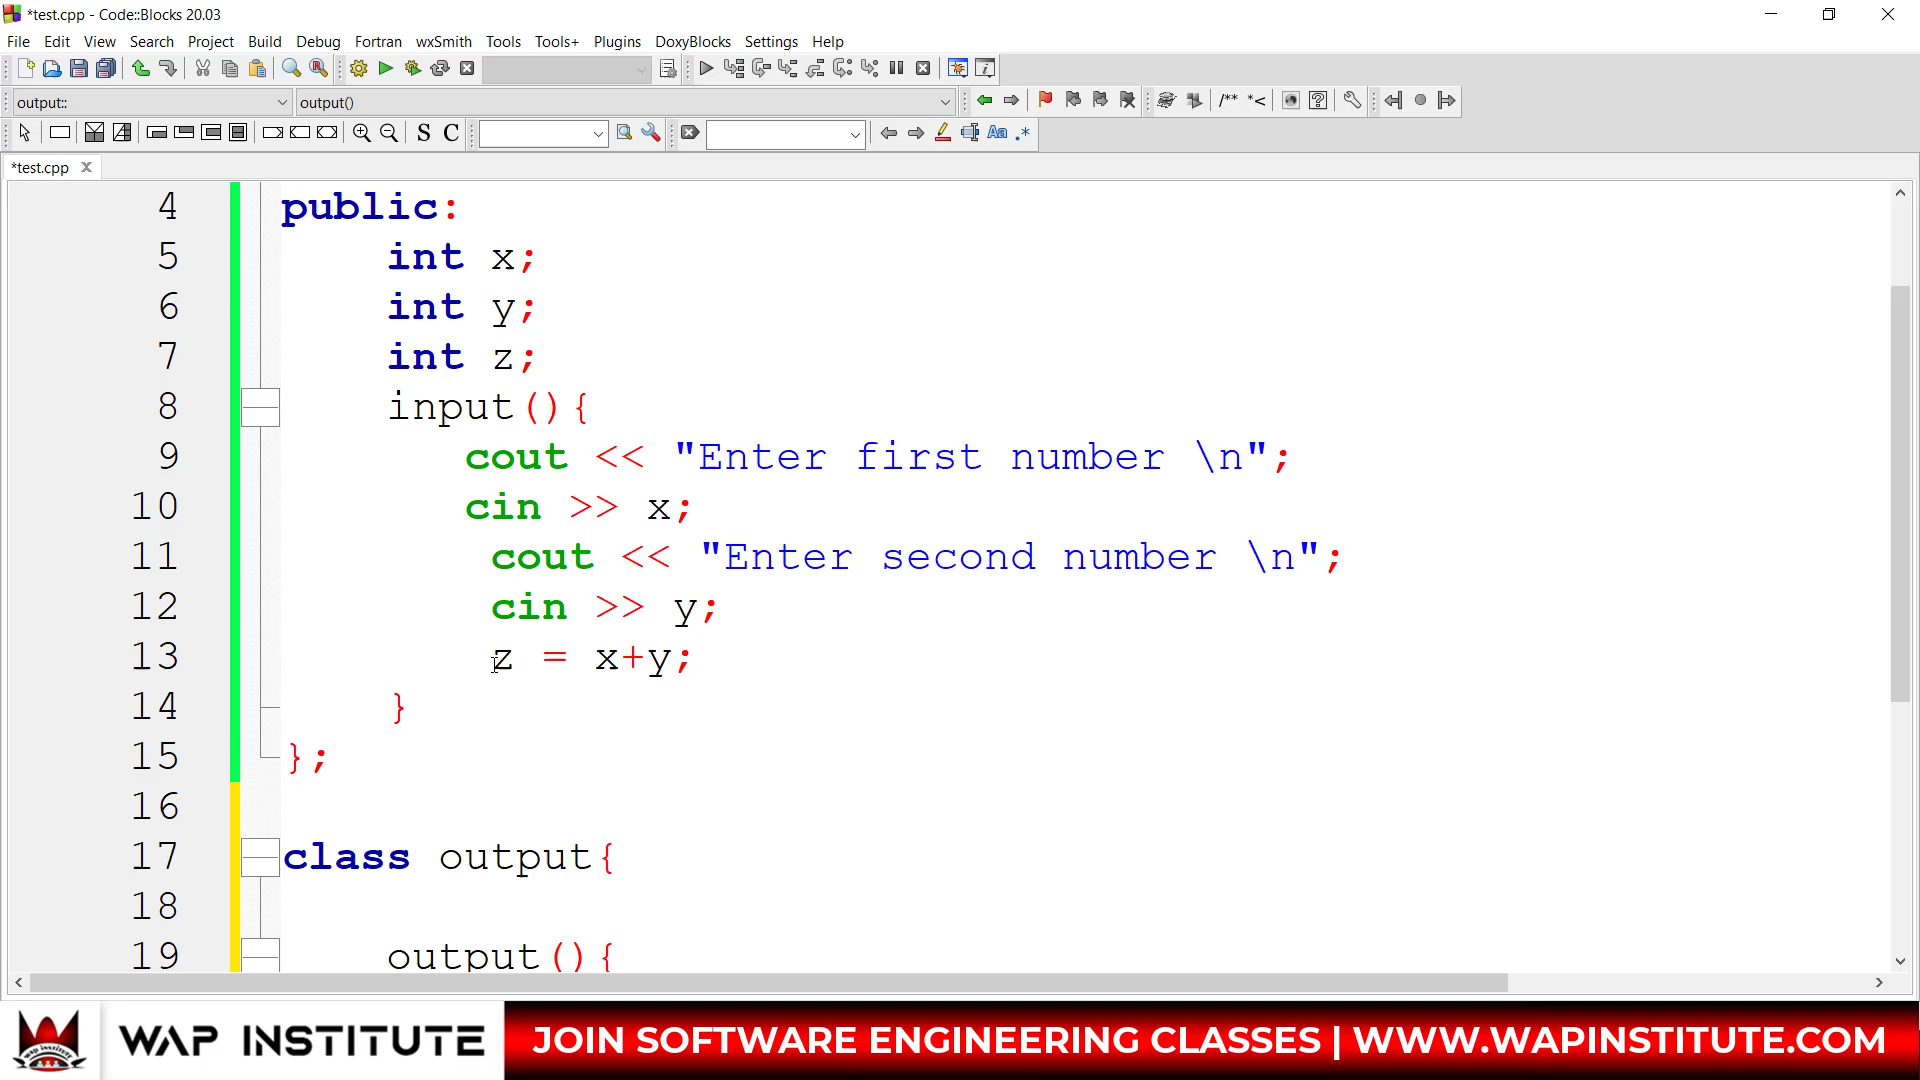 *test.cpp - Code::Blocks 20.03
File Edit View Search Project Build Debug Fortran wxSmith Tools Tools+ Plugins DoxyBlocks Settings Help
output:: output()
/** *<
S C Aa .*
*test.cpp
4 public:
5 int x;
6 int y;
7 int z;
8 input(){
9 cout << "Enter first number \n";
10 cin >> x;
11 cout << "Enter second number \n";
12 cin >> y;
13 z = x+y;
14 }
15 };
16
17 class output{
18
19 output(){
WAP INSTITUTE JOIN SOFTWARE ENGINEERING CLASSES | WWW.WAPINSTITUTE.COM